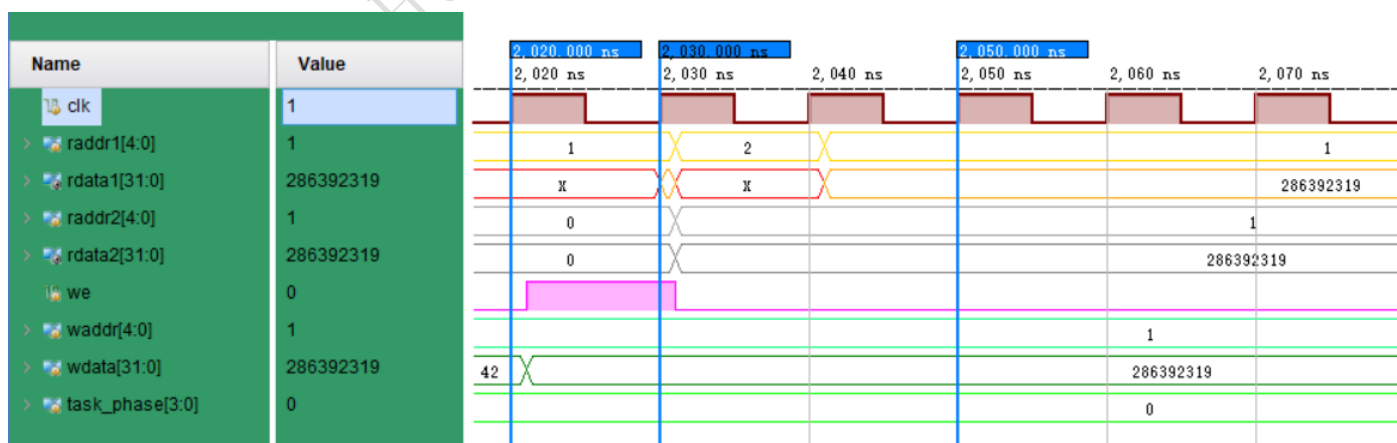 2,020.000 ns 2,030.000 ns 2,050.000 ns
Name Value 2,020 ns 2,030 ns 2,040 ns 2,050 ns 2,060 ns 2,070 ns
clk 1
raddr1[4:0] 1 1 2 1
rdata1[31:0] 286392319 X X 286392319
raddr2[4:0] 1 0 1
rdata2[31:0] 286392319 0 286392319
we 0
waddr[4:0] 1 1
wdata[31:0] 286392319 42 286392319
task_phase[3:0] 0 0